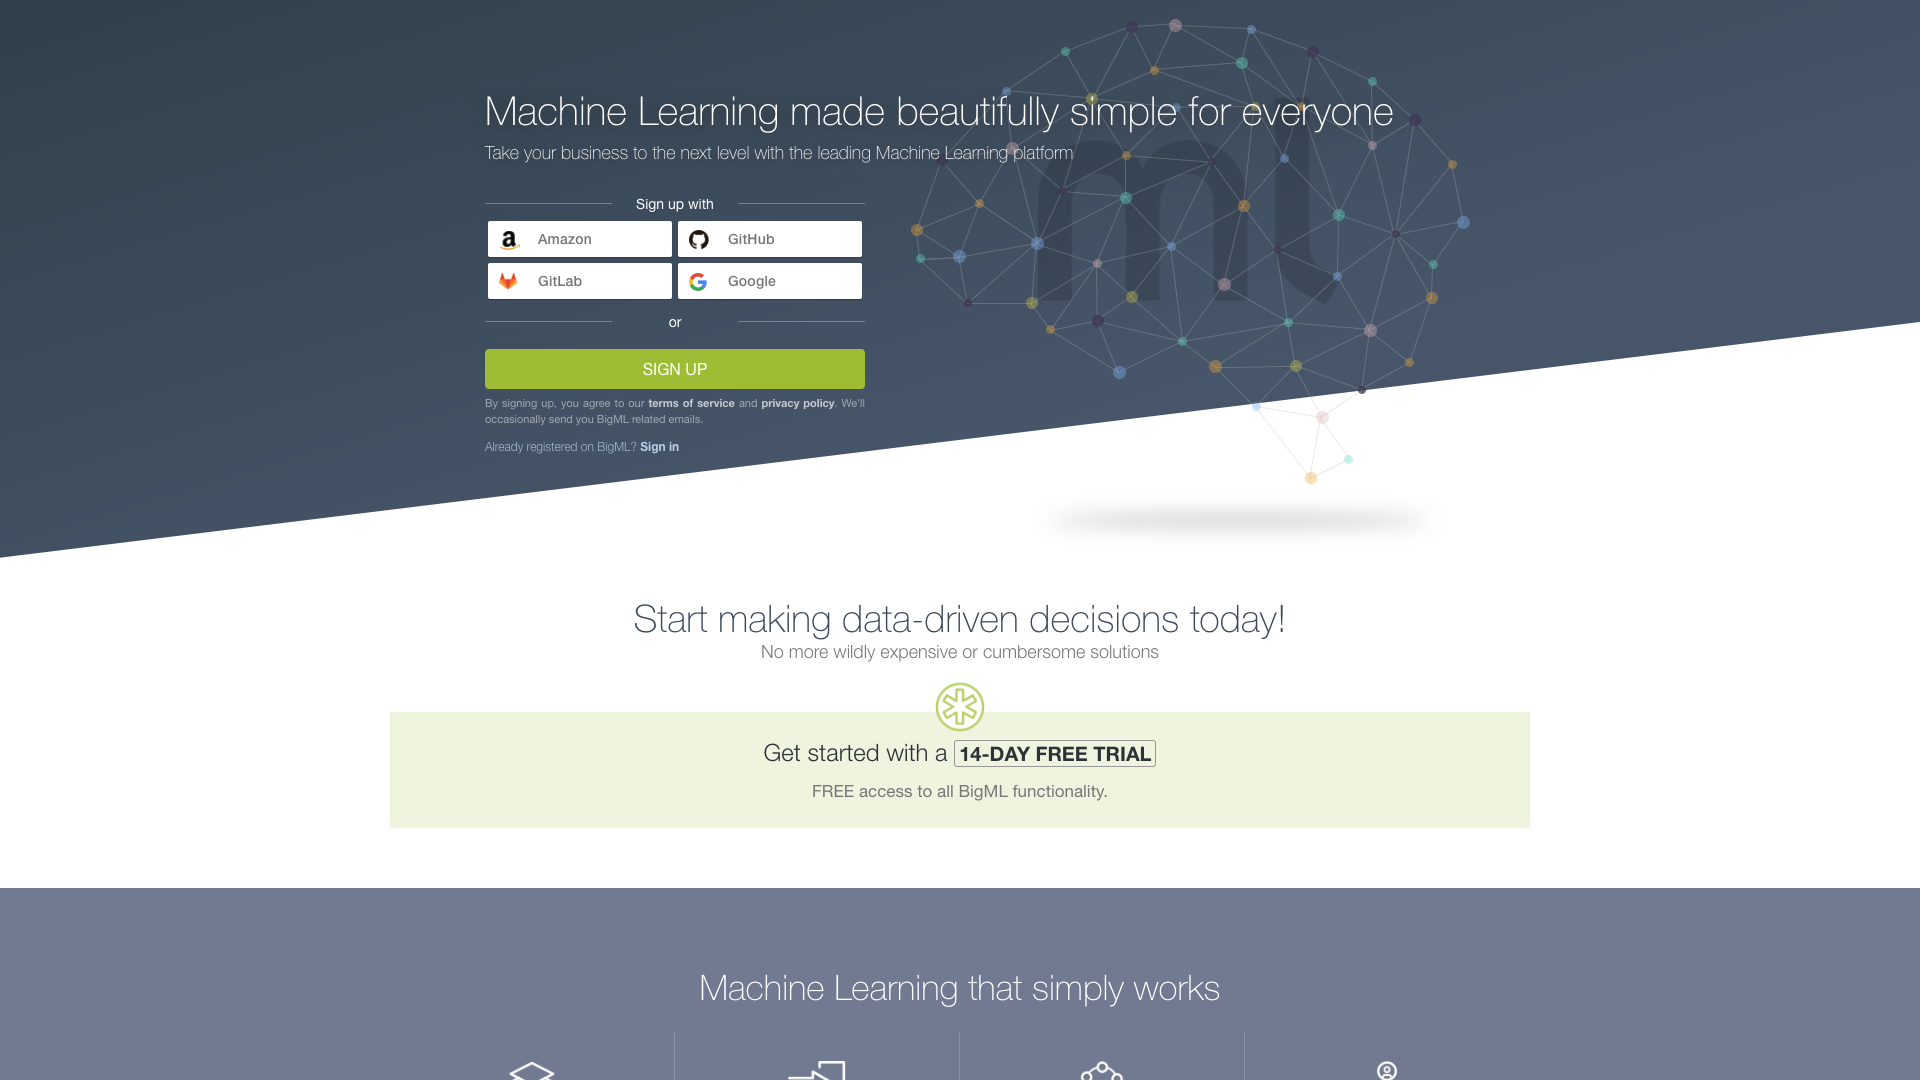 Machine Learning made beautifully simple for everyone
Take your business to the next level with the leading Machine Learning platform
Sign up with
Amazon
GitHub
GitLab
Google
or
SIGN UP
By signing up, you agree to our terms of service and privacy policy. We'll
occasionally send you BigML related emails.
Already registered on BigML? Sign in
ml
Start making data-driven decisions today!
No more wildly expensive or cumbersome solutions
Get started with a 14-DAY FREE TRIAL
FREE access to all BigML functionality.
Machine Learning that simply works